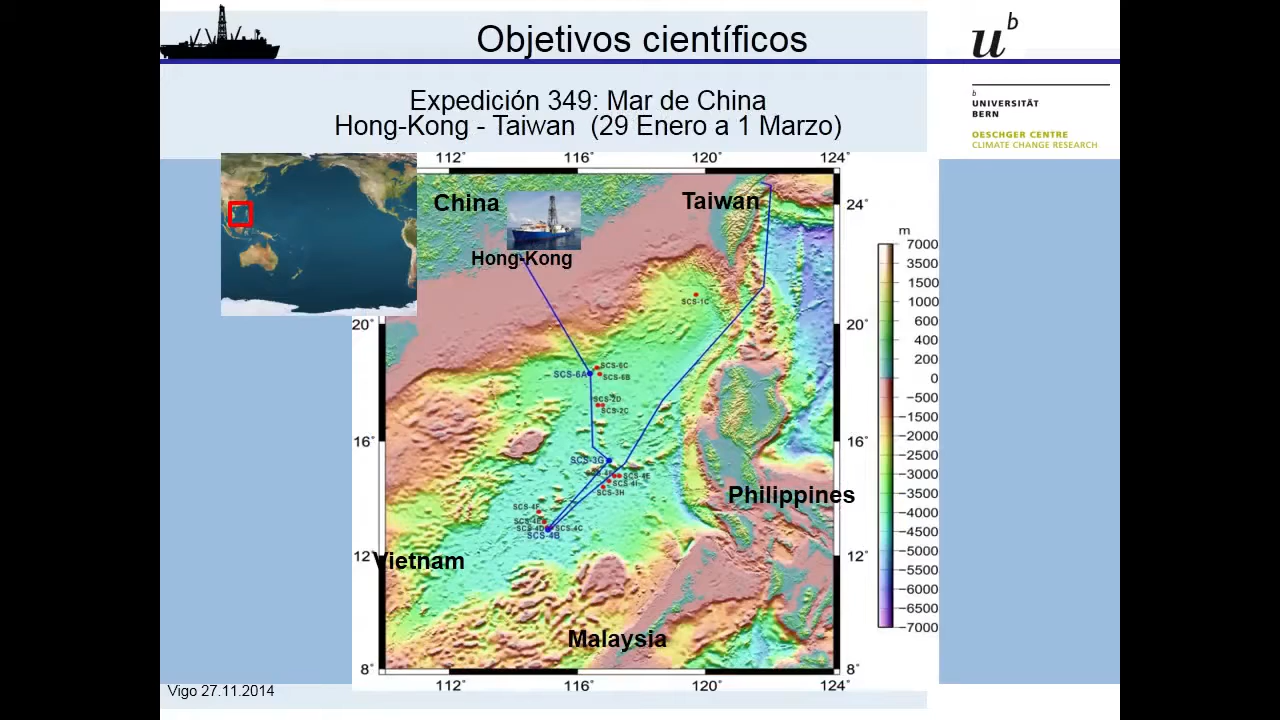 Objetivos científicos
u^b
b
UNIVERSITÄT
BERN
OESCHGER CENTRE
CLIMATE CHANGE RESEARCH
Expedición 349: Mar de China
Hong-Kong - Taiwan (29 Enero a 1 Marzo)
112° 116° 120° 124°
China
Taiwan
24°
Hong-Kong
SCS-1C
20° 20°
SCS-6C
SCS-6A
SCS-6B
SCS-2D
SCS-2C
16° 16°
SCS-3G
SCS-4E
SCS-4I
SCS-3H
Philippines
SCS-4F
SCS-4C
SCS-4B
12° 12°
Vietnam
Malaysia
8° 8°
112° 116° 120° 124°
m
7000
3500
1500
1000
600
400
200
0
−500
−1500
−2000
−2500
−3000
−3500
−4000
−4500
−5000
−5500
−6000
−6500
−7000
Vigo 27.11.2014